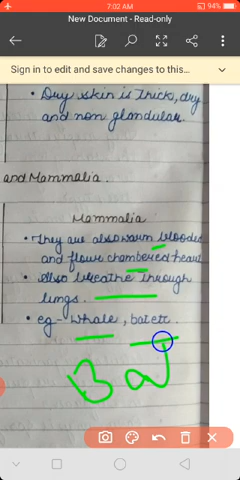 7:02 AM
94%
New Document - Read-only
Sign in to edit and save changes to this...
• Dry skin is thick, dry
and non glandular.
and Mammalia.
Mammalia
• They are also warm blooded
and four chambered heart
• Also breathe through
lungs.
• eg - whale, bat etc.
Ba